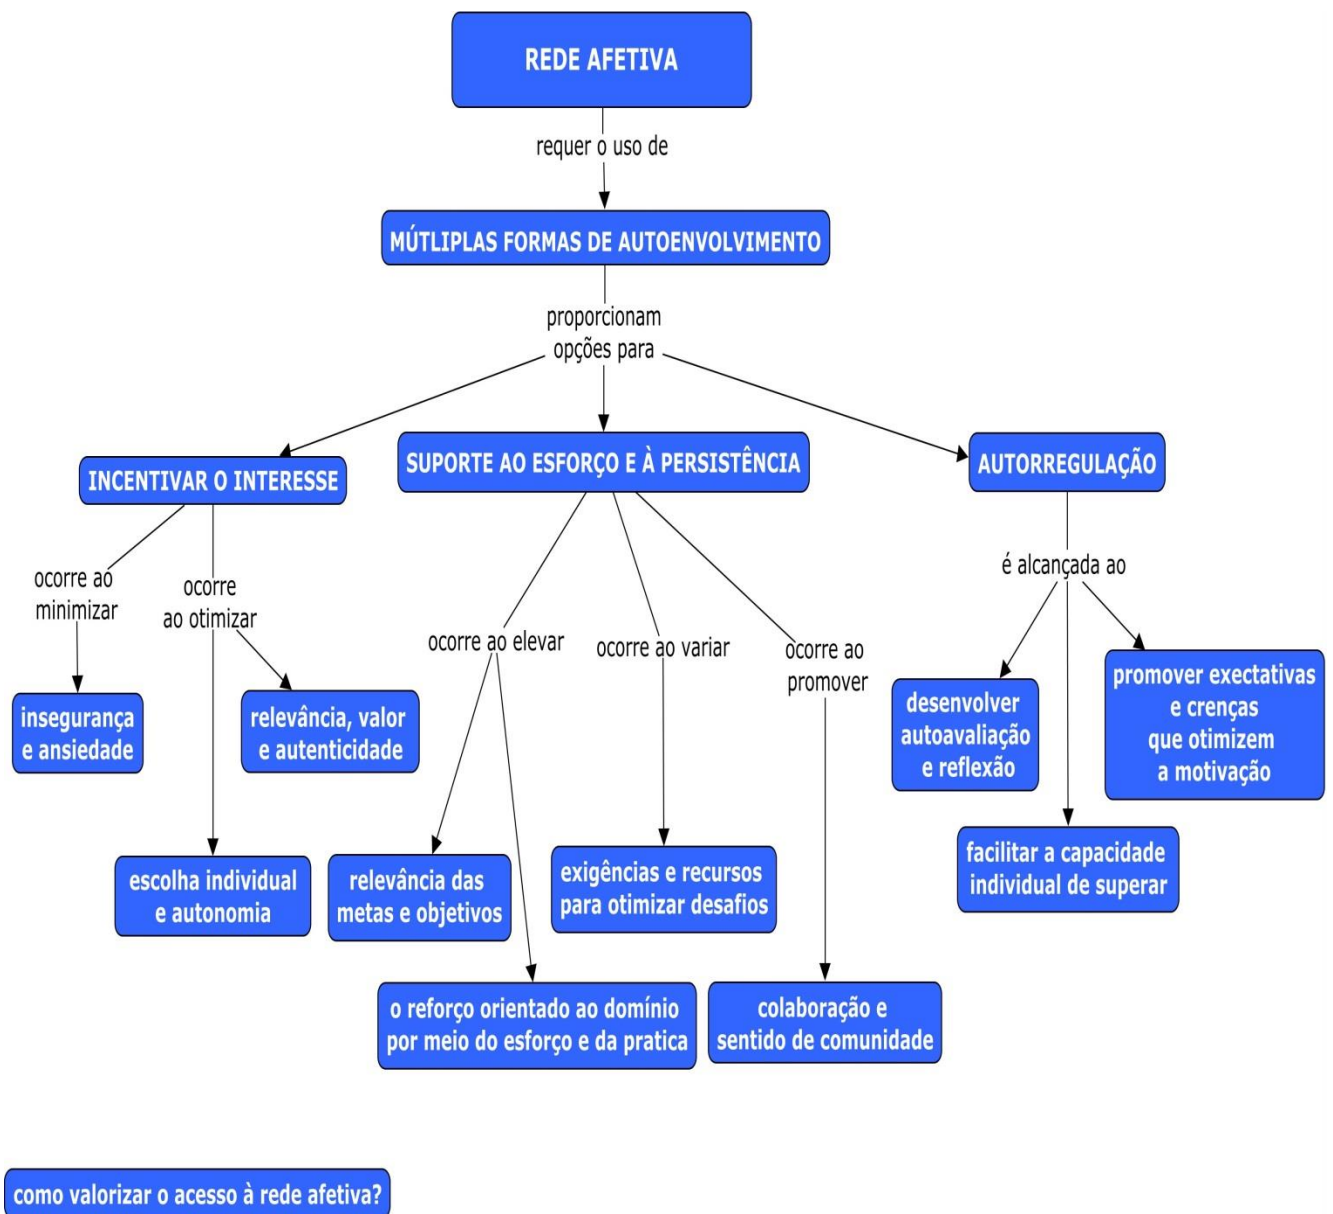 REDE AFETIVA
requer o uso de
MÚTLIPLAS FORMAS DE AUTOENVOLVIMENTO
proporcionam
opções para
INCENTIVAR O INTERESSE
SUPORTE AO ESFORÇO E À PERSISTÊNCIA
AUTORREGULAÇÃO
ocorre ao
minimizar
ocorre
ao otimizar
ocorre ao elevar
ocorre ao variar
ocorre ao
promover
é alcançada ao
insegurança
e ansiedade
relevância, valor
e autenticidade
desenvolver
autoavaliação
e reflexão
promover exectativas
e crenças
que otimizem
a motivação
escolha individual
e autonomia
relevância das
metas e objetivos
exigências e recursos
para otimizar desafios
facilitar a capacidade
individual de superar
o reforço orientado ao domínio
por meio do esforço e da pratica
colaboração e
sentido de comunidade
como valorizar o acesso à rede afetiva?